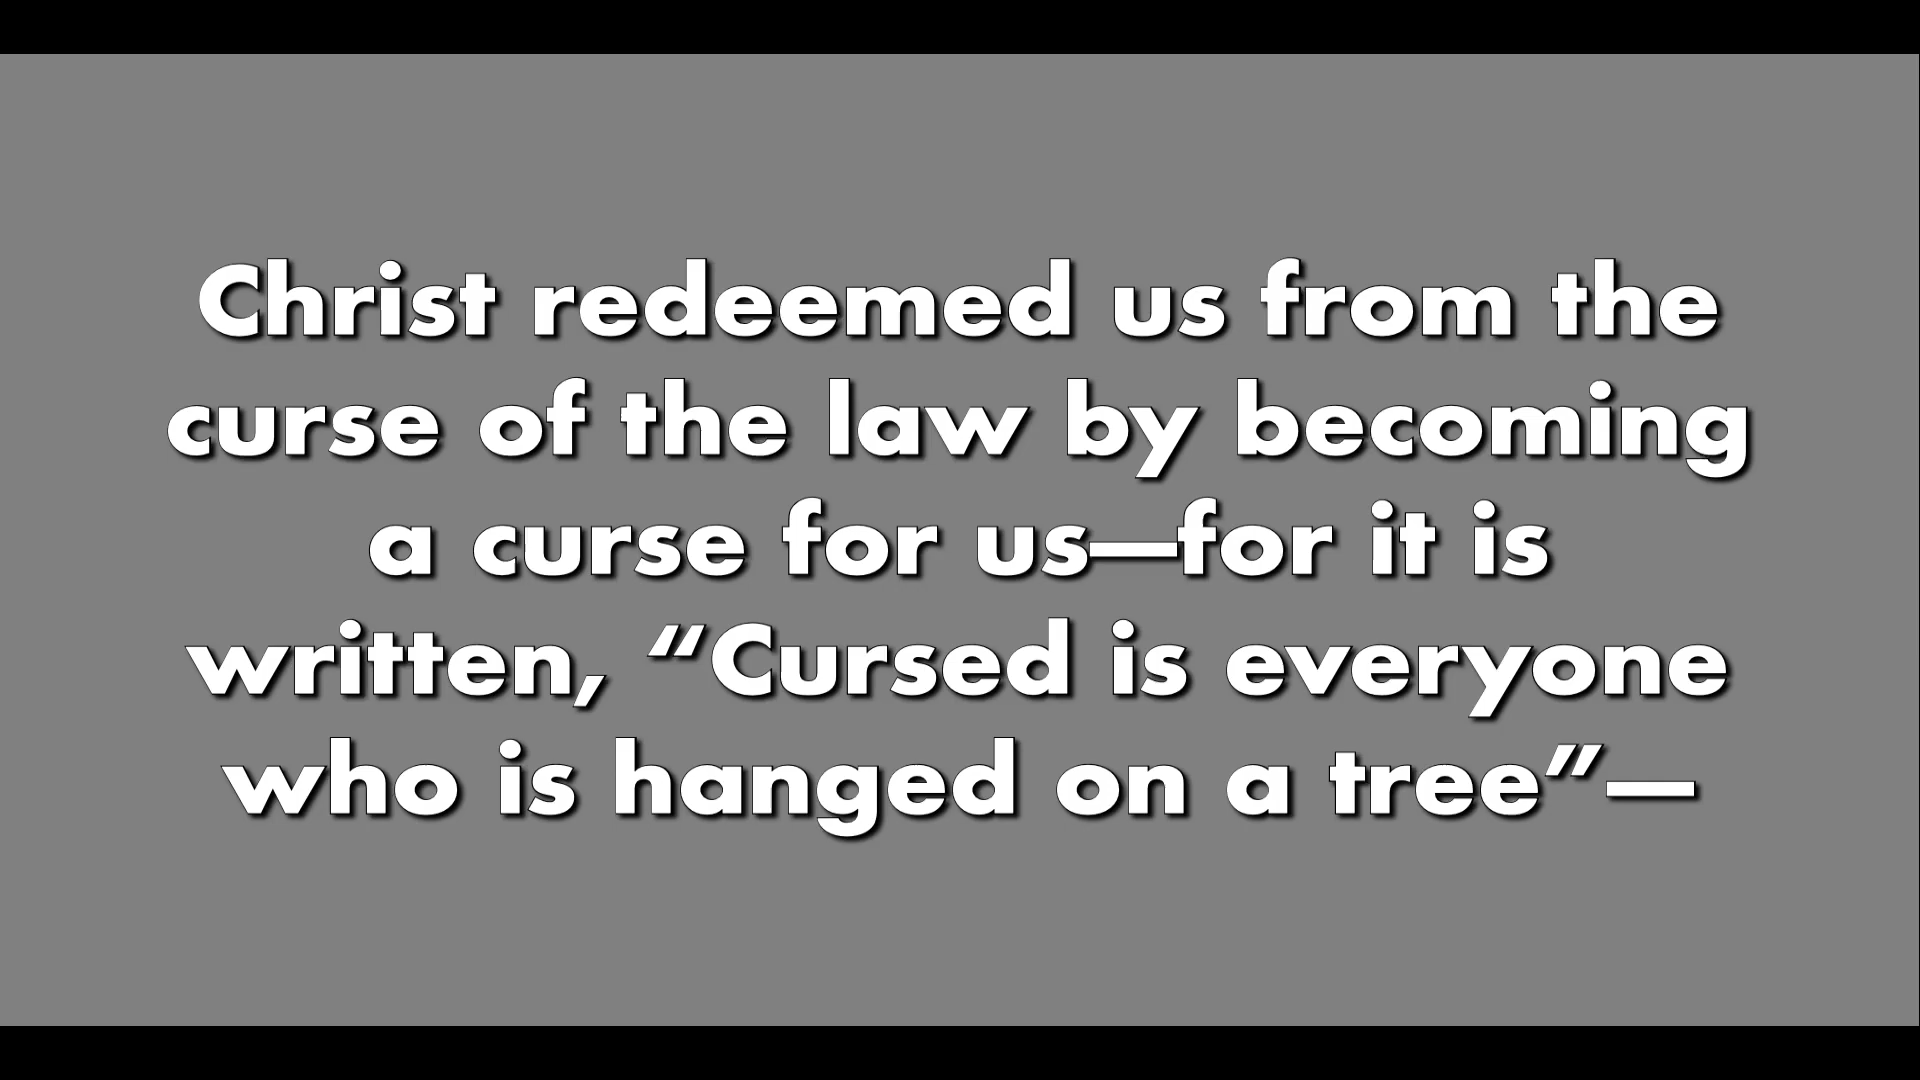 Christ redeemed us from the
curse of the law by becoming
a curse for us—for it is
written, “Cursed is everyone
who is hanged on a tree”—